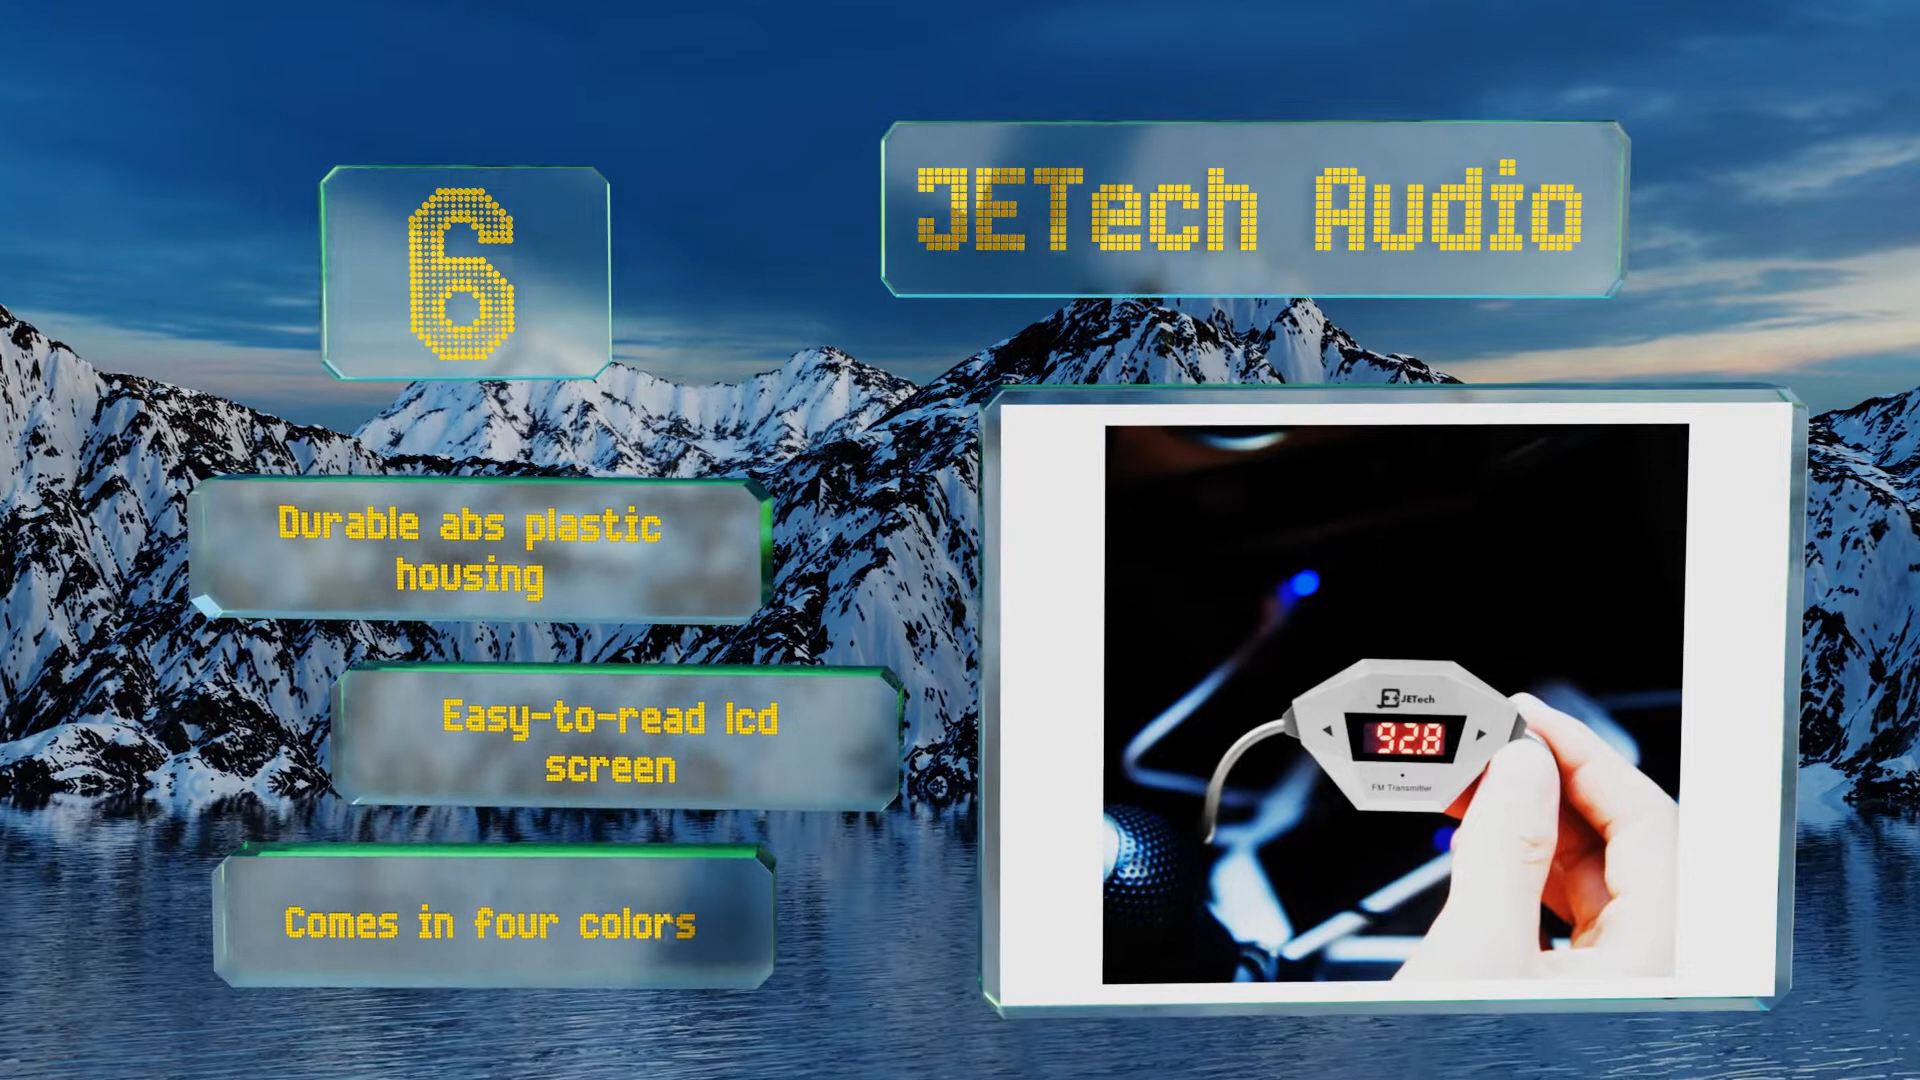 6
JETech Audio
Durable abs plastic
housing
Easy-to-read lcd
screen
Comes in four colors
JETech
92.8
FM Transmitter